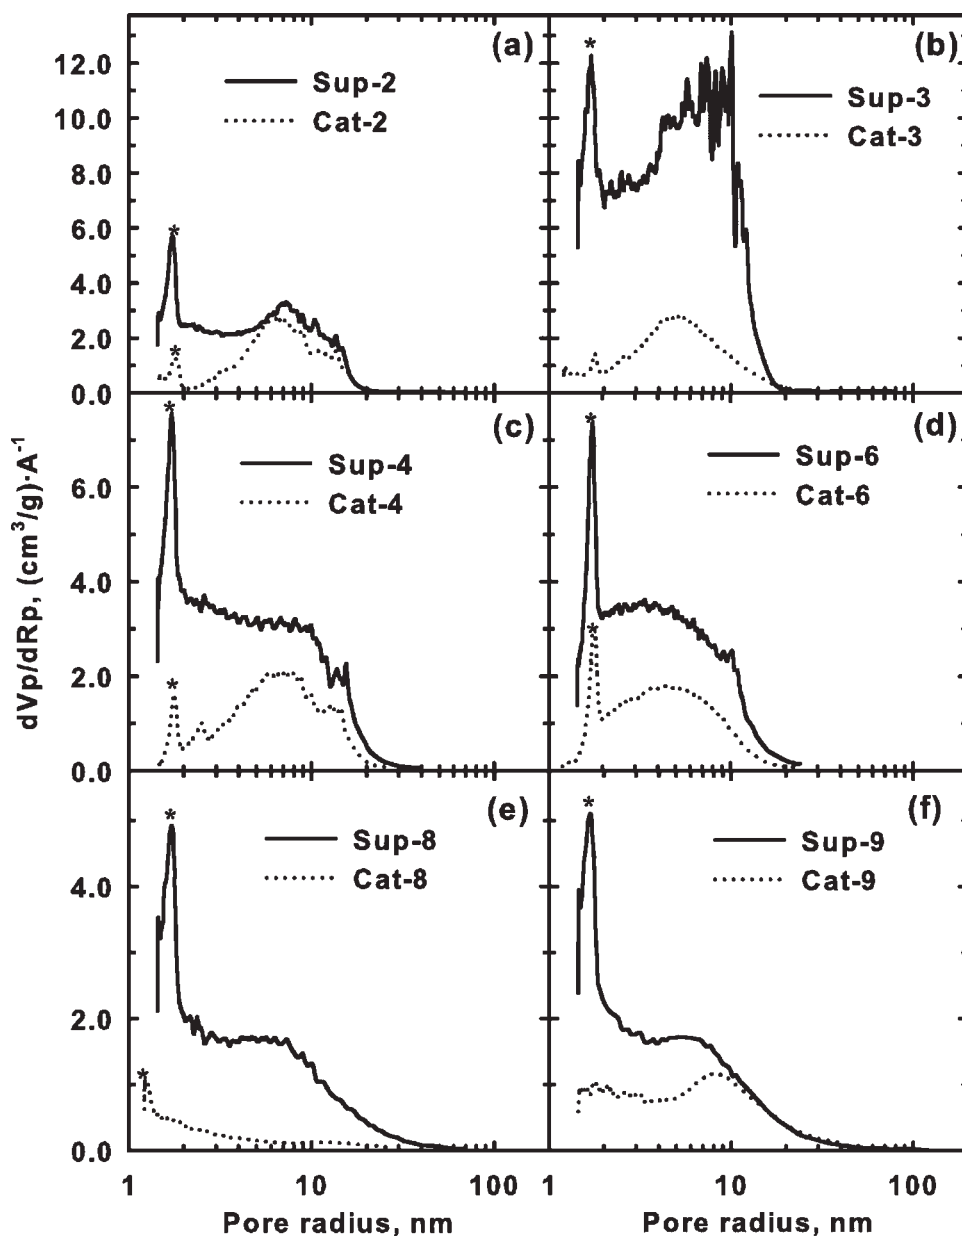 (a)
12.0
10.0
8.0
6.0
4.0
2.0
0.0
Sup-2
Cat-2
*
*
(b)
Sup-3
Cat-3
*
(c)
6.0
4.0
2.0
0.0
Sup-4
Cat-4
*
*
(d)
Sup-6
Cat-6
*
*
dVp/dRp, (cm³/g)·A⁻¹
(e)
4.0
2.0
0.0
Sup-8
Cat-8
*
*
(f)
Sup-9
Cat-9
*
1 10 100
1 10 100
Pore radius, nm
Pore radius, nm